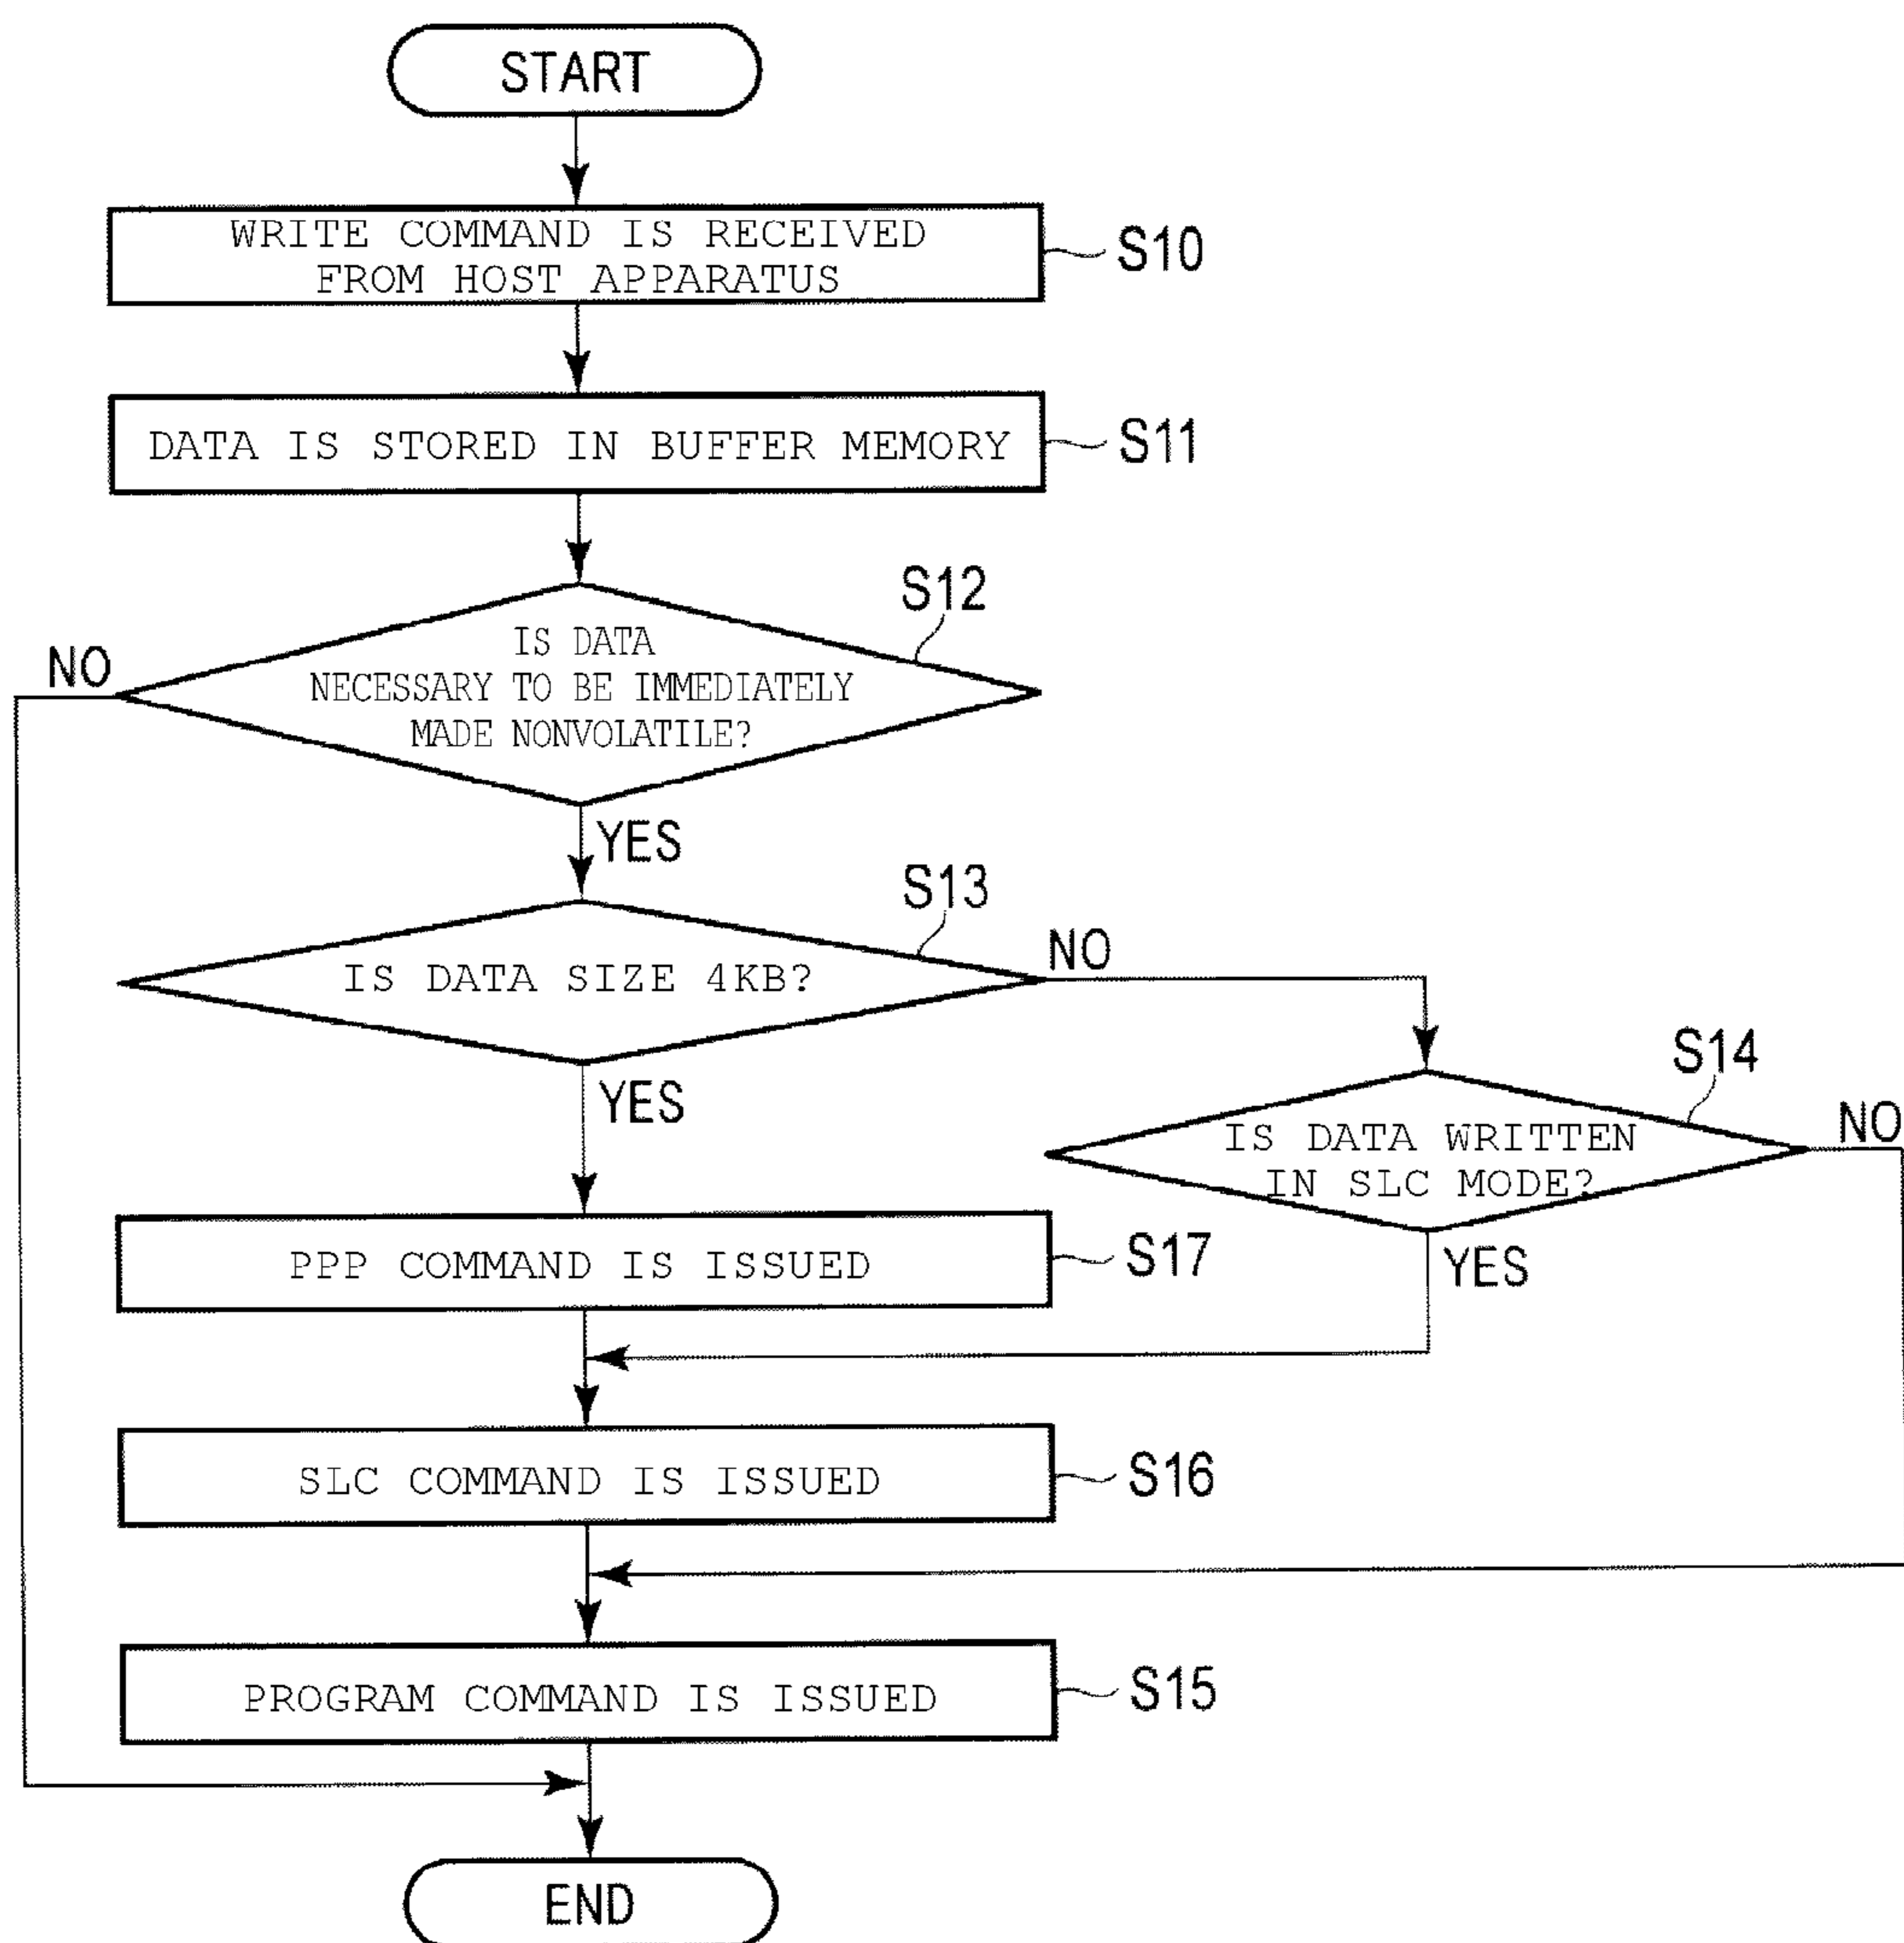 START
WRITE COMMAND IS RECEIVED
FROM HOST APPARATUS
S10
DATA IS STORED IN BUFFER MEMORY
S11
S12
IS DATA
NECESSARY TO BE IMMEDIATELY
MADE NONVOLATILE?
NO
YES
S13
IS DATA SIZE 4KB?
NO
YES
S14
IS DATA WRITTEN
IN SLC MODE?
NO
YES
PPP COMMAND IS ISSUED
S17
SLC COMMAND IS ISSUED
S16
PROGRAM COMMAND IS ISSUED
S15
END